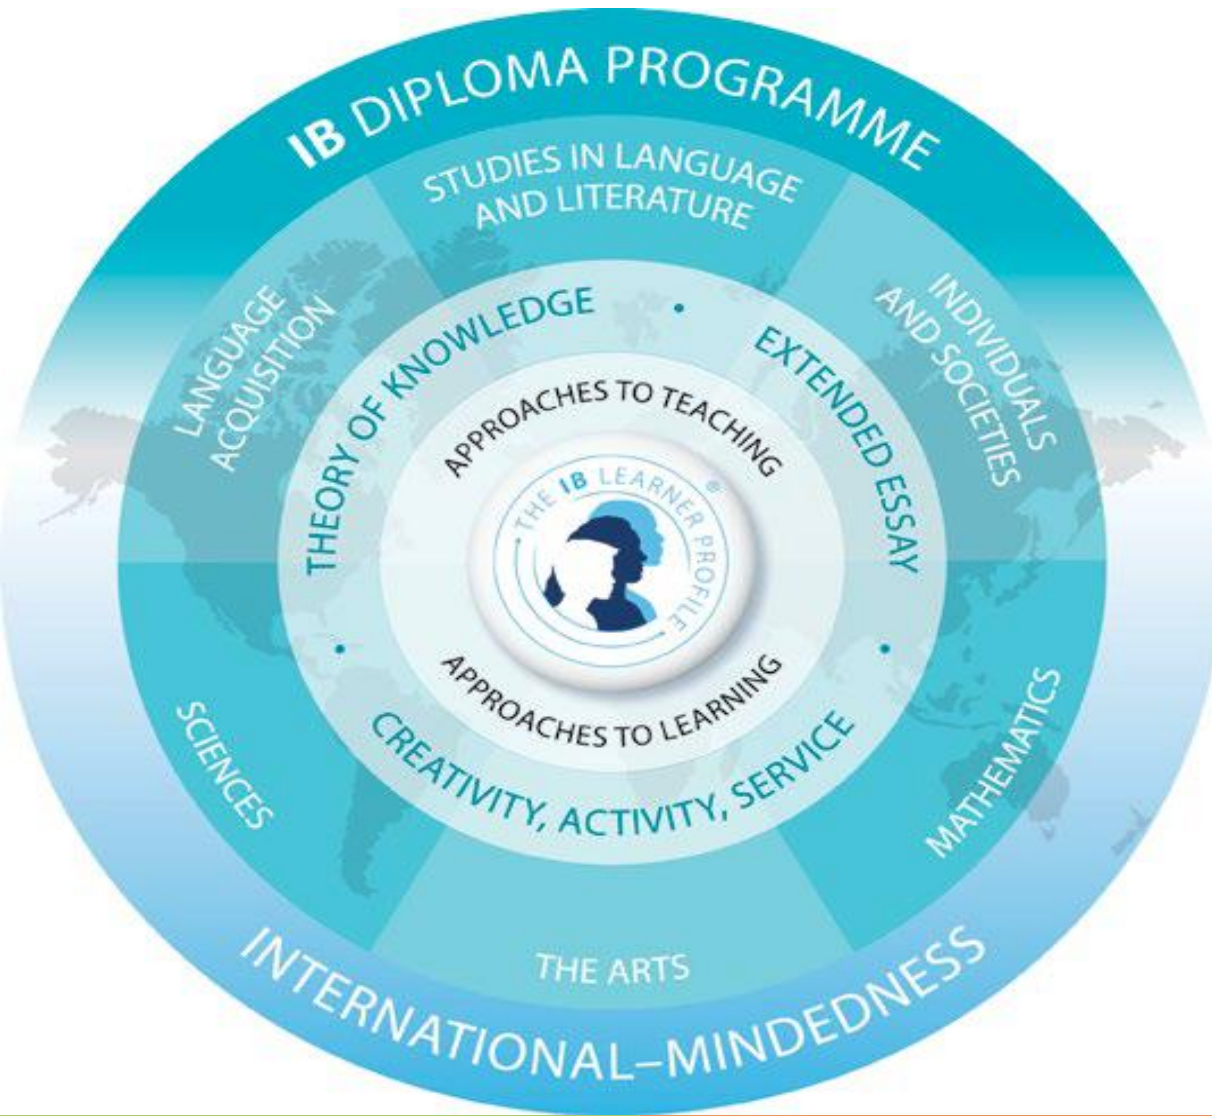 IB DIPLOMA PROGRAMME
STUDIES IN LANGUAGE
AND LITERATURE
LANGUAGE
ACQUISITION
INDIVIDUALS
AND SOCIETIES
THEORY OF KNOWLEDGE
•
EXTENDED ESSAY
APPROACHES TO TEACHING
THE IB LEARNER PROFILE ®
APPROACHES TO LEARNING
•
CREATIVITY, ACTIVITY, SERVICE
•
SCIENCES
MATHEMATICS
THE ARTS
INTERNATIONAL–MINDEDNESS